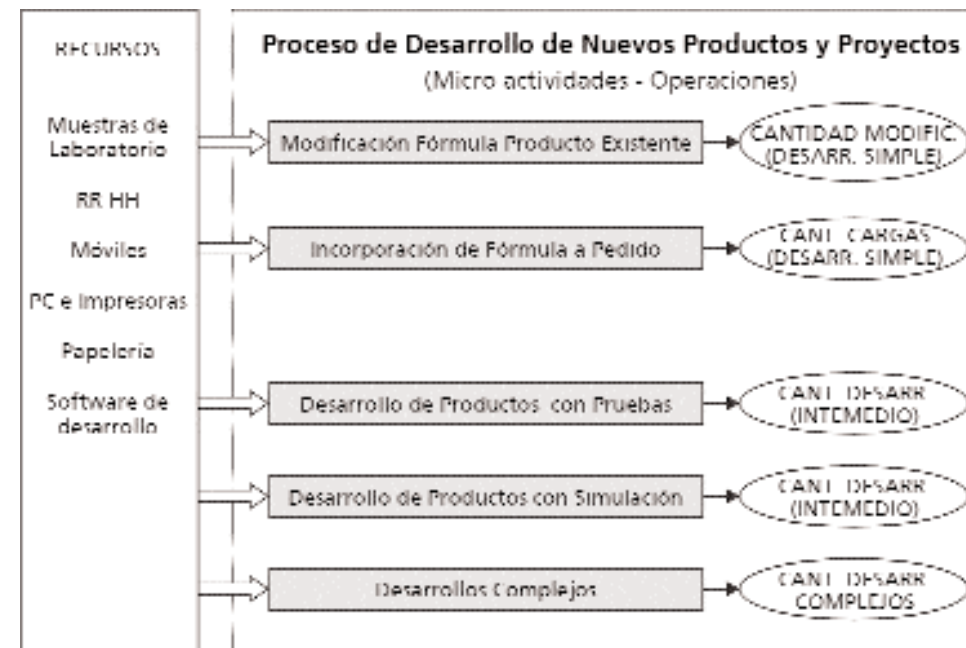 RECURSOS
Muestras de
Laboratorio
RR HH
Móviles
PC e Impresoras
Papelería
Software de
desarrollo
Proceso de Desarrollo de Nuevos Productos y Proyectos
(Micro actividades - Operaciones)
Modificación Fórmula Producto Existente
CANTIDAD MODIFIC.
(DESARR. SIMPLE)
Incorporación de Fórmula a Pedido
CANT. CARGAS
(DESARR. SIMPLE)
Desarrollo de Productos con Pruebas
CANT. DESARR
(INTEMEDIO)
Desarrollo de Productos con Simulación
CANT. DESARR
(INTEMEDIO)
Desarrollos Complejos
CANT. DESARR
COMPLEJOS